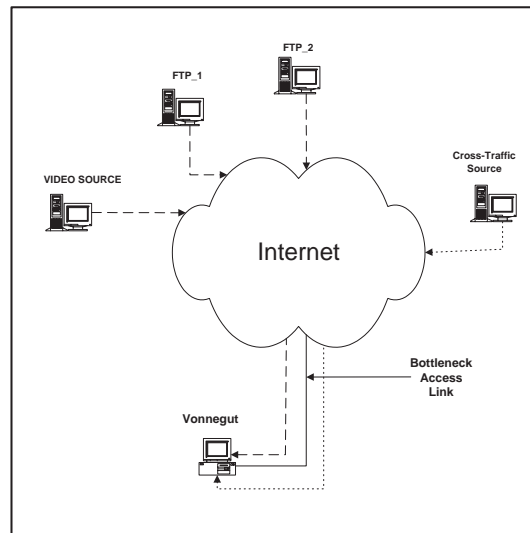 FTP_2
FTP_1
Cross-Traffic
Source
VIDEO SOURCE
Internet
Bottleneck
Access
Link
Vonnegut